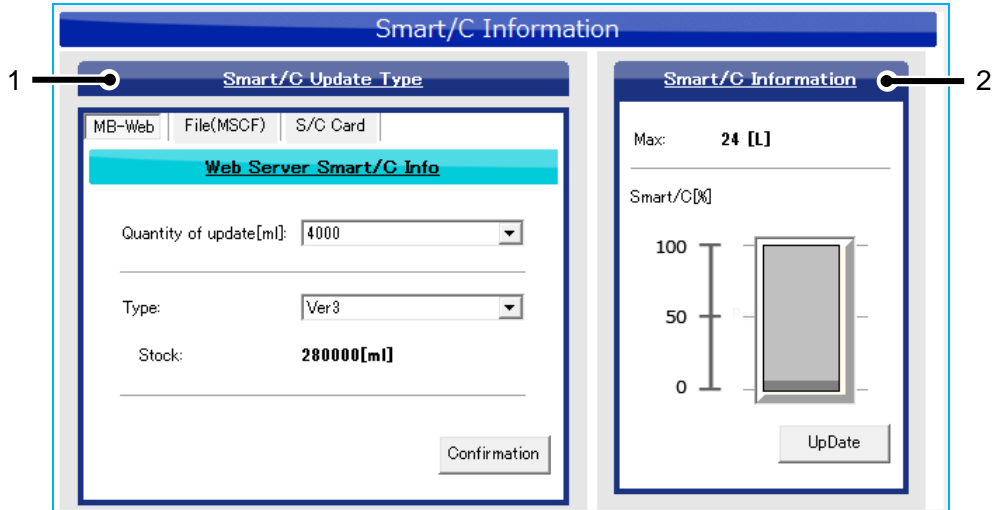 Smart/C Information
1
Smart/C Update Type
MB-Web File(MSCF) S/C Card
Web Server Smart/C Info
Quantity of update[ml]: 4000
Type: Ver3
Stock: 280000[ml]
Confirmation
Smart/C Information
2
Max: 24 [L]
Smart/C[%]
100
50
0
UpDate